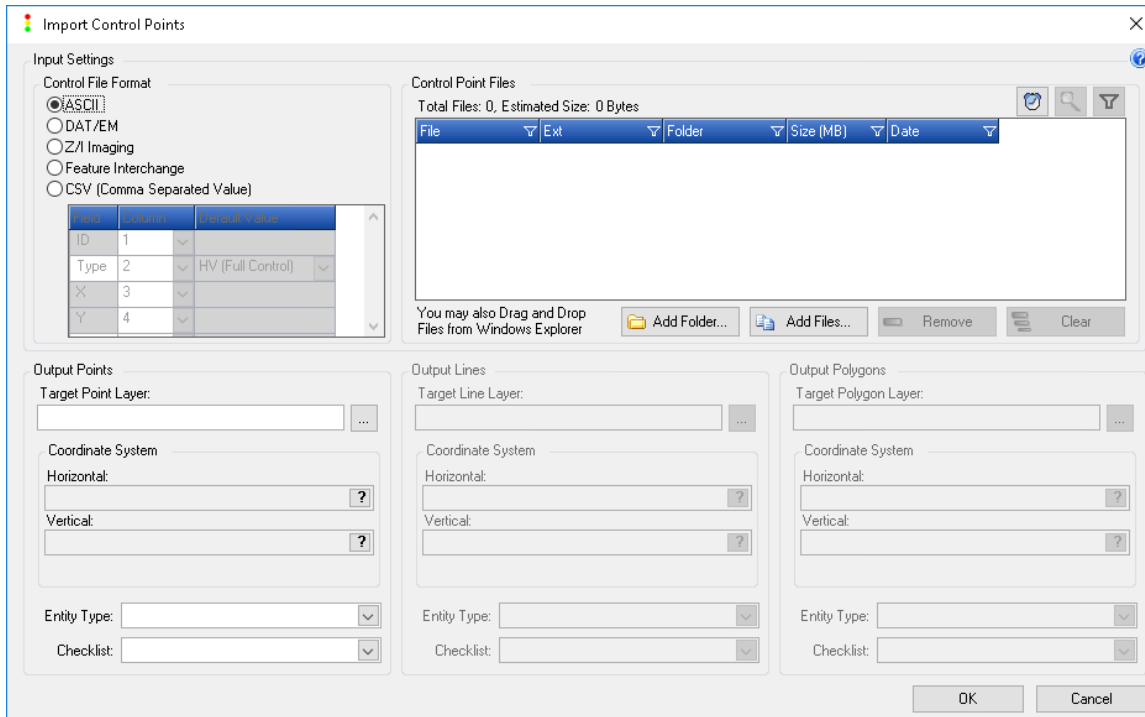 Import Control Points
Input Settings
Control File Format
ASCII
DAT/EM
Z/I Imaging
Feature Interchange
CSV (Comma Separated Value)
Field Column Default Value
ID 1
Type 2 HV (Full Control)
X 3
Y 4
Control Point Files
Total Files: 0, Estimated Size: 0 Bytes
File Ext Folder Size (MB) Date
You may also Drag and Drop
Files from Windows Explorer
Add Folder... Add Files... Remove Clear
Output Points
Target Point Layer:
...
Coordinate System
Horizontal:
?
Vertical:
?
Entity Type:
Checklist:
Output Lines
Target Line Layer:
...
Coordinate System
Horizontal:
?
Vertical:
?
Entity Type:
Checklist:
Output Polygons
Target Polygon Layer:
...
Coordinate System
Horizontal:
?
Vertical:
?
Entity Type:
Checklist:
OK Cancel